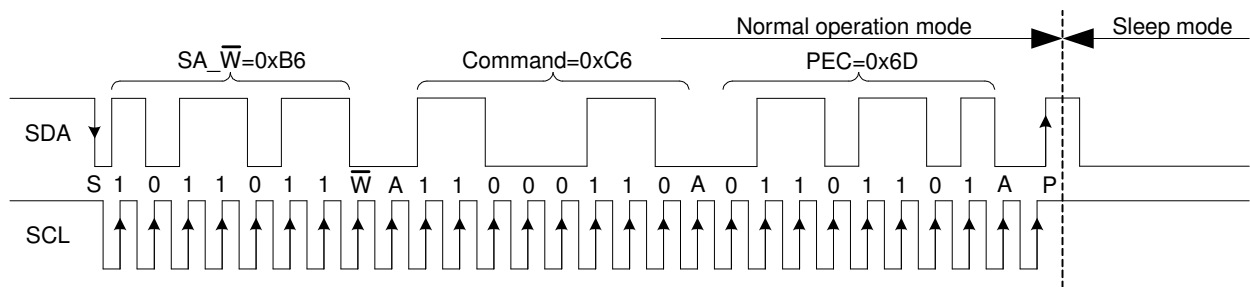 Normal operation mode Sleep mode
SA_W̅=0xB6 Command=0xC6 PEC=0x6D
SDA
S 1 0 1 1 0 1 1 W̅ A 1 1 0 0 0 1 1 0 A 0 1 1 0 1 1 0 1 A P
SCL